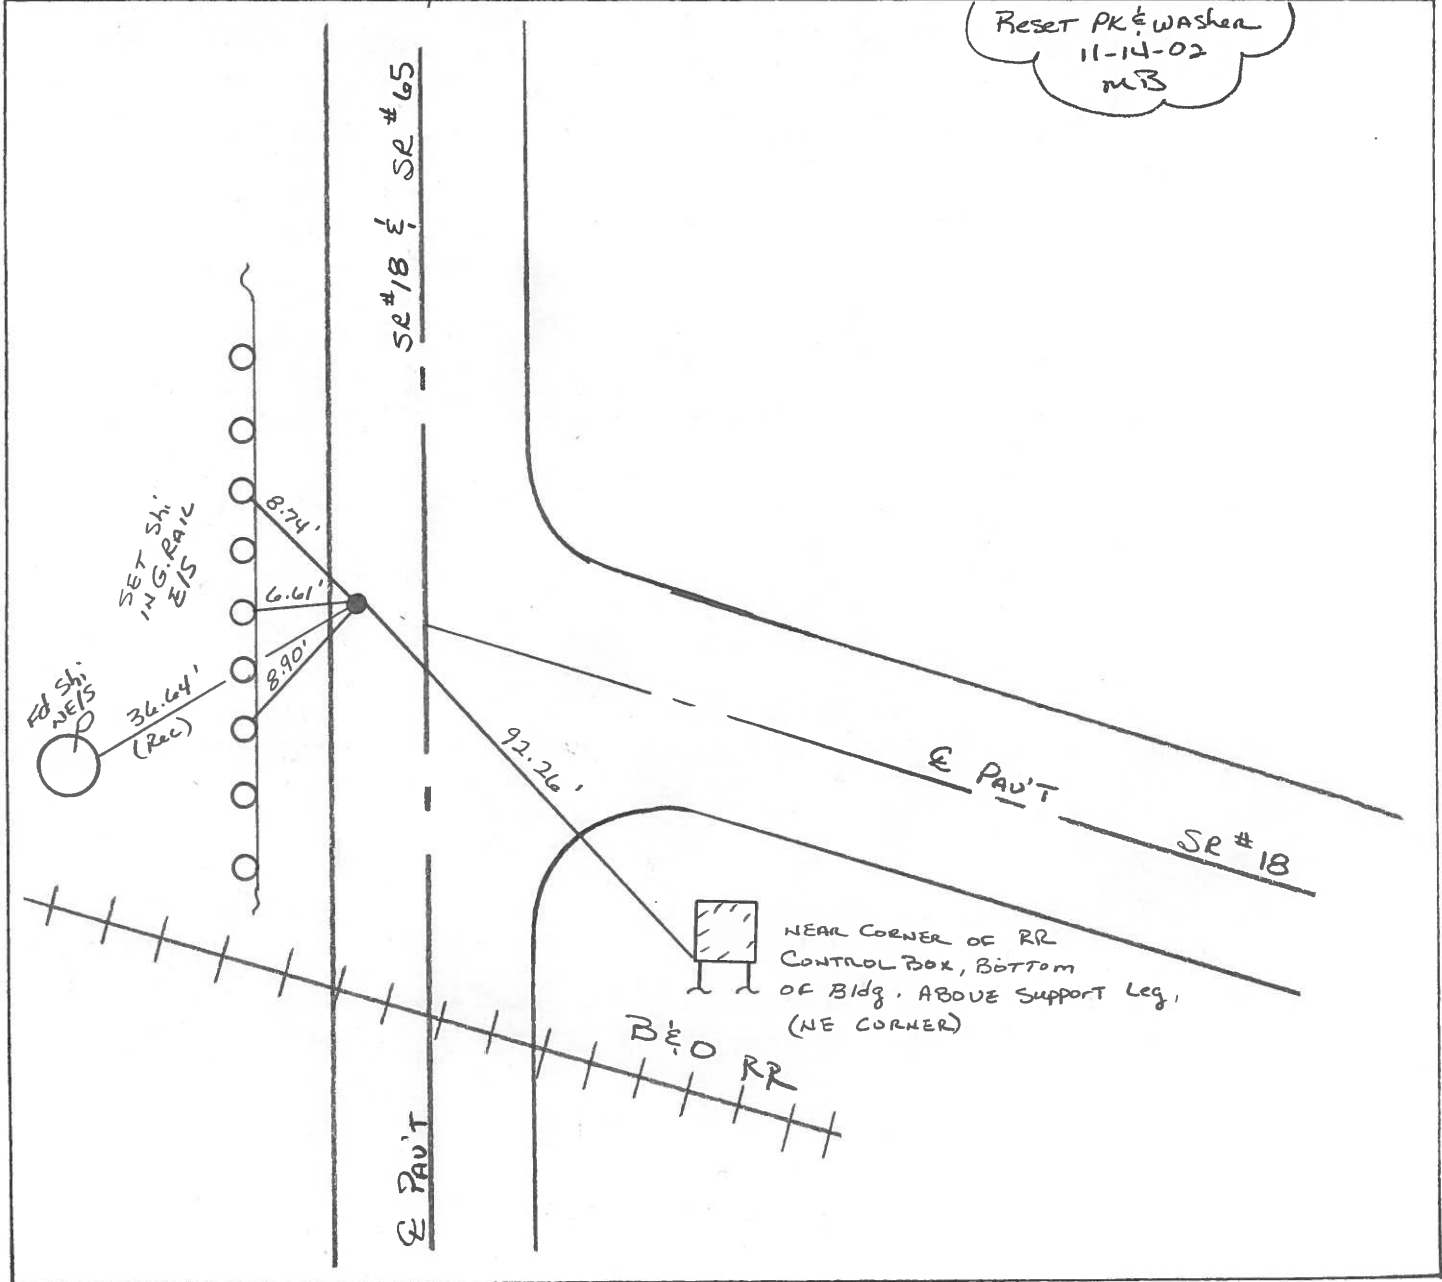 Reset PK & Washer
11-14-02
MB
SR #18 & SR #65
8.74'
SET Shi
IN G. RAIL
E/S
6.61'
8.90'
Fd Shi
NE/S
36.64'
(Rec)
92.26'
℄ PAV'T
SR #18
NEAR CORNER OF RR
CONTROL BOX, BOTTOM
OF Bldg. ABOVE Support Leg,
(NE CORNER)
B&O RR
℄ PAV'T